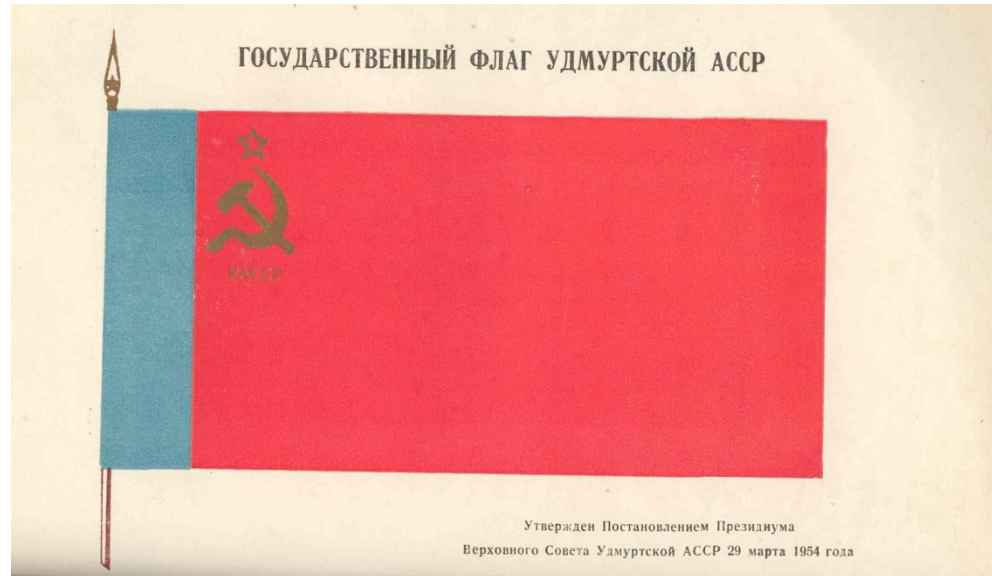 ГОСУДАРСТВЕННЫЙ ФЛАГ УДМУРТСКОЙ АССР
УАССР
Утвержден Постановлением Президиума
Верховного Совета Удмуртской АССР 29 марта 1954 года